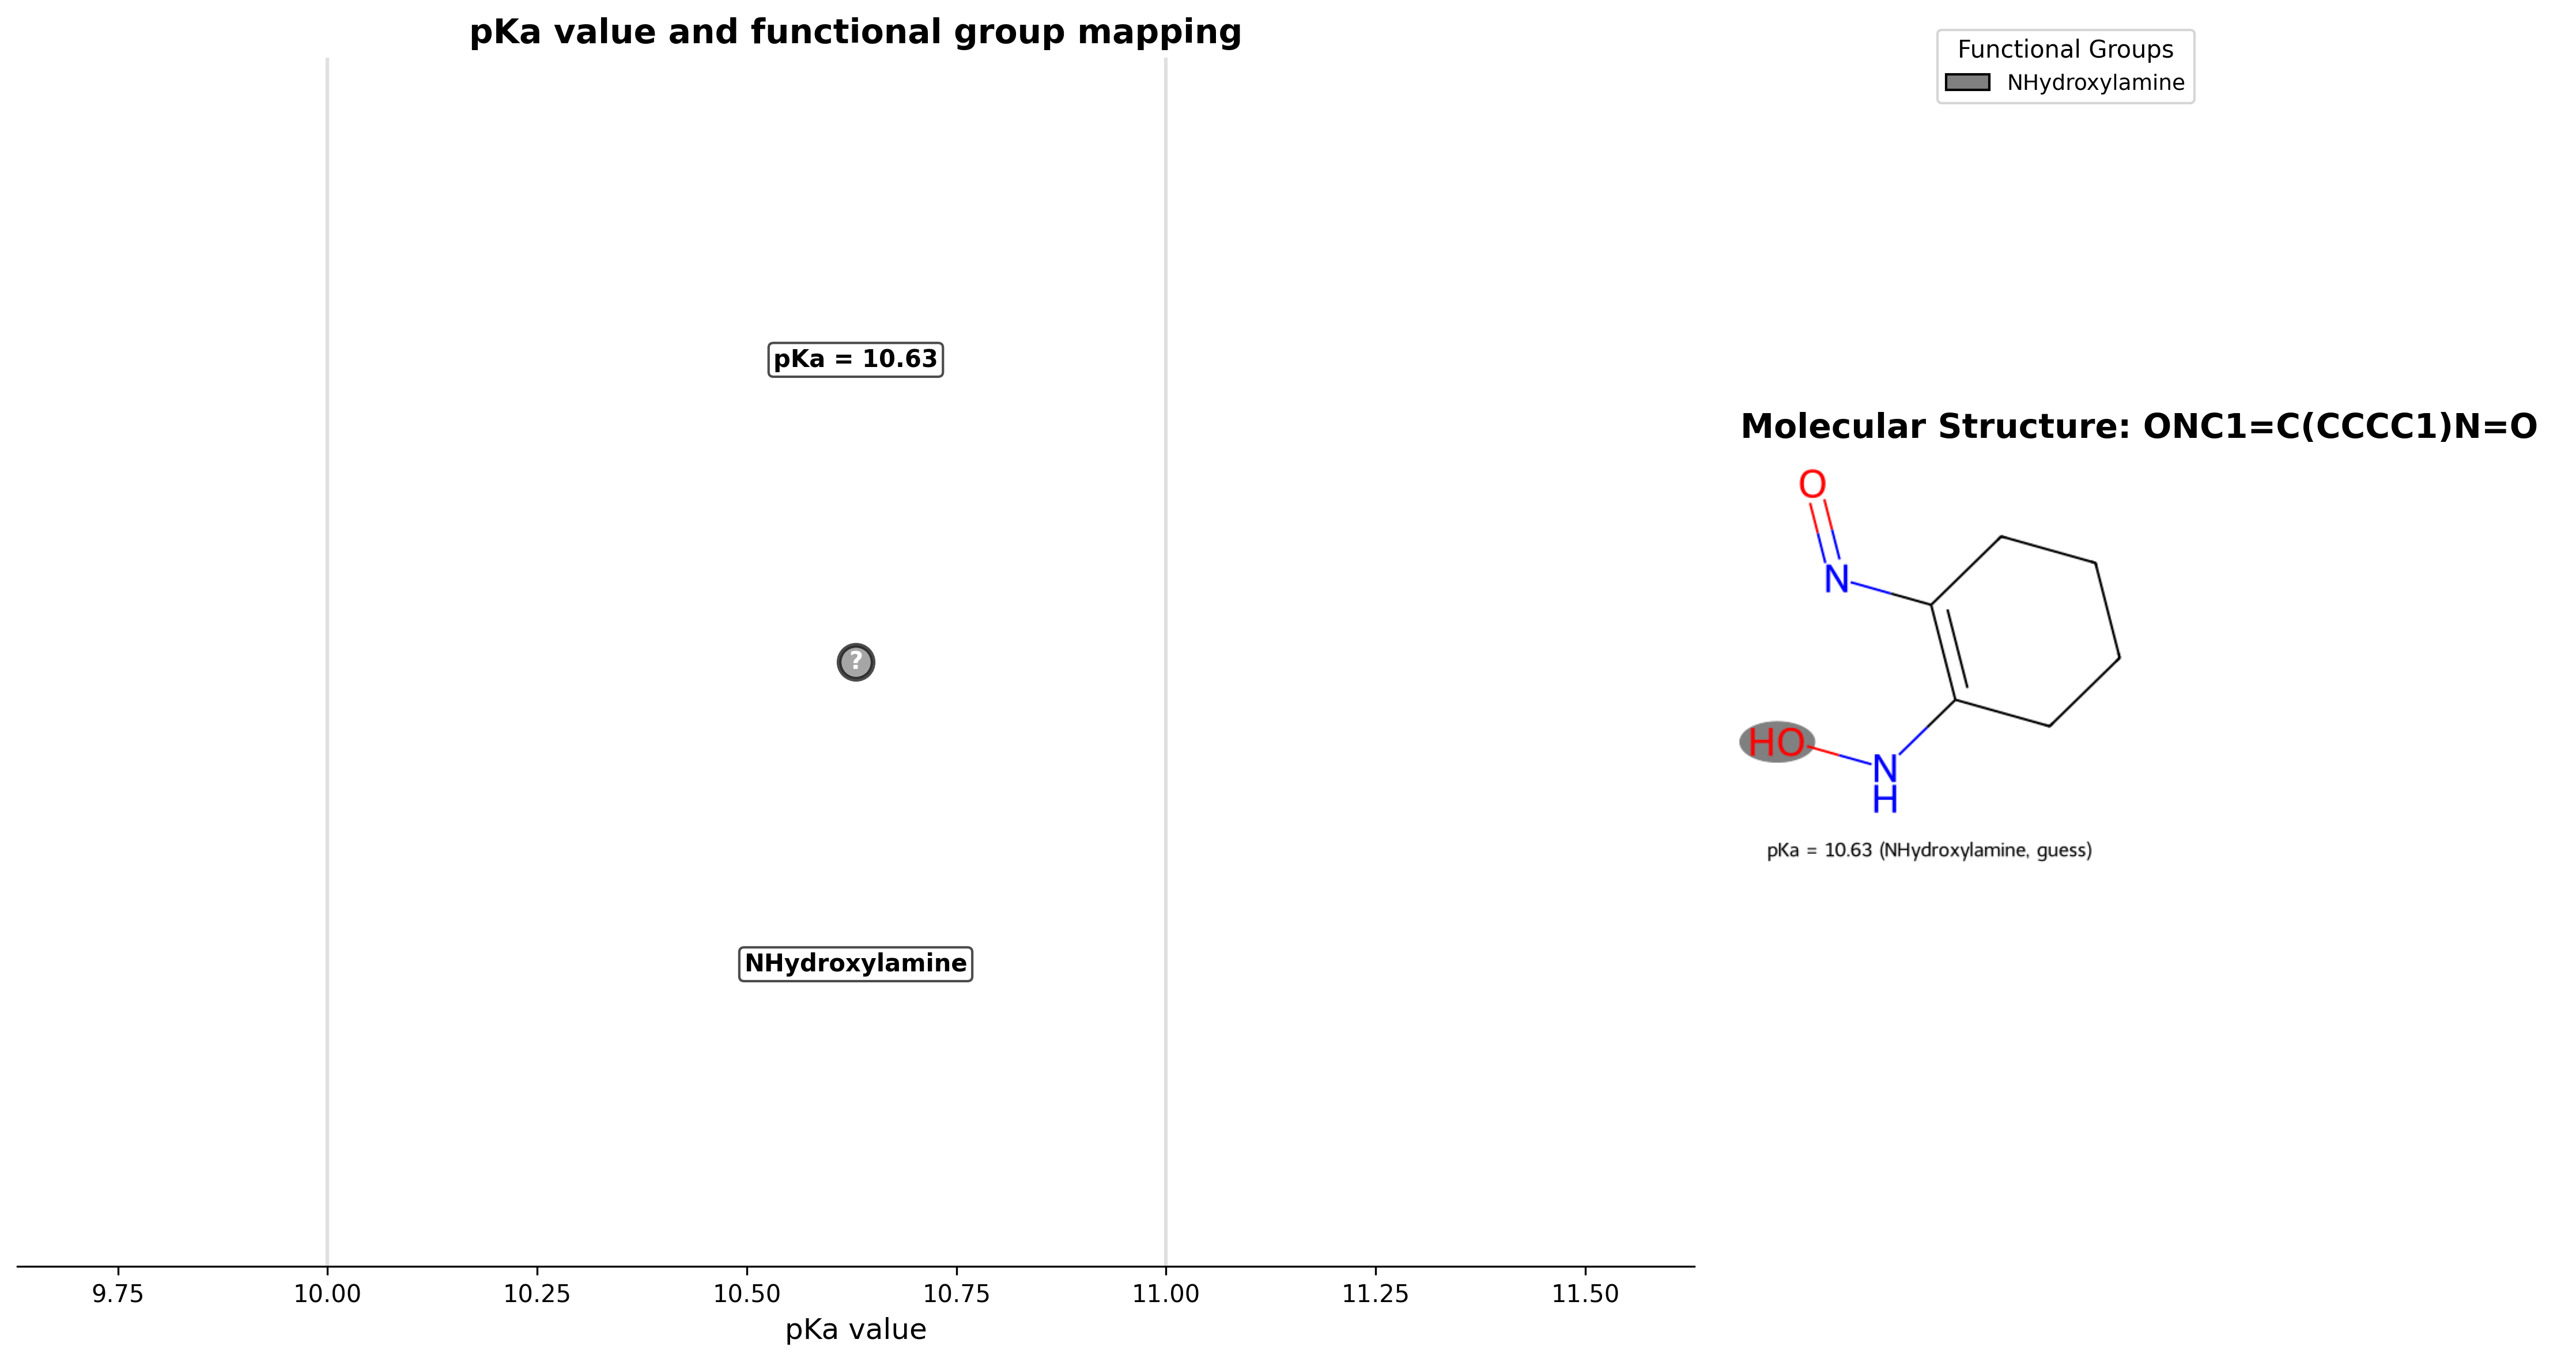 pKa value and functional group mapping
Functional Groups
NHydroxylamine
pKa = 10.63
?
NHydroxylamine
9.75 10.00 10.25 10.50 10.75 11.00 11.25 11.50
pKa value
Molecular Structure: ONC1=C(CCCC1)N=O
O
N
HO
N
H
pKa = 10.63 (NHydroxylamine, guess)